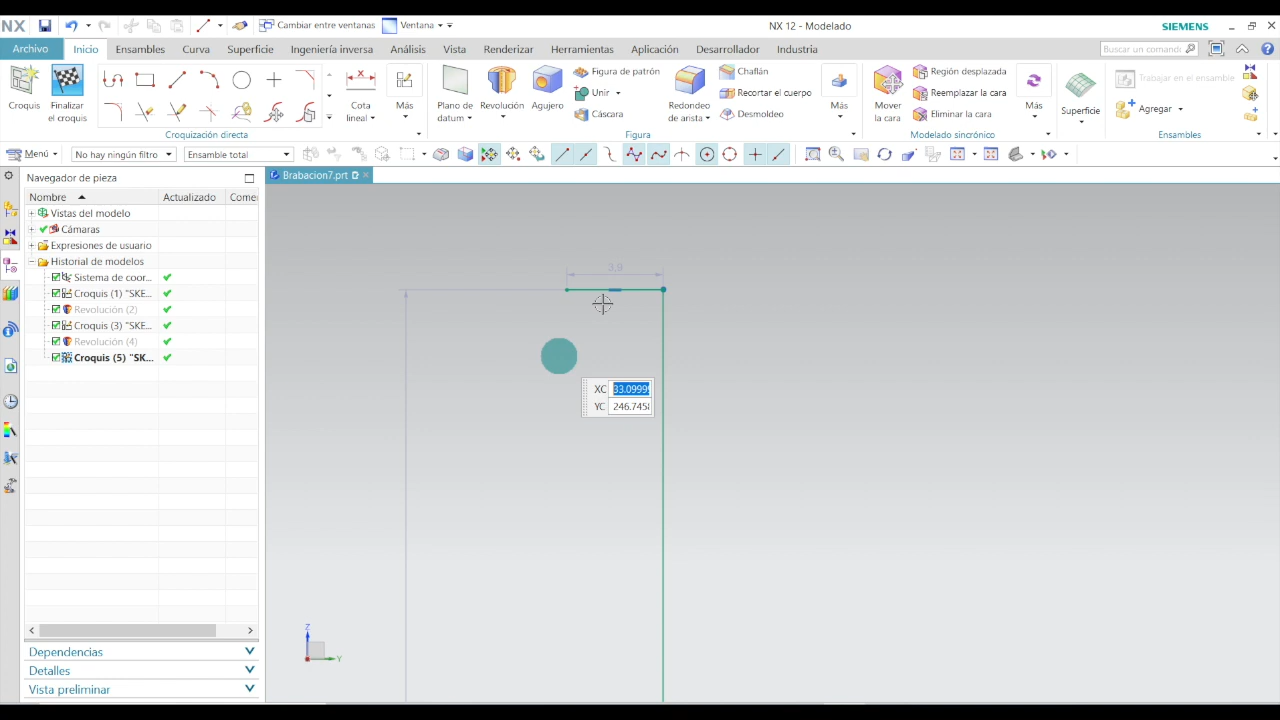 NX
Cambiar entre ventanas
Ventana
NX 12 - Modelado
SIEMENS
Archivo
Inicio
Ensambles
Curva
Superficie
Ingeniería inversa
Análisis
Vista
Renderizar
Herramientas
Aplicación
Desarrollador
Industria
Buscar un comand
Croquis
Finalizar el croquis
Cota lineal
Más
Croquización directa
Plano de datum
Revolución
Agujero
Figura de patrón
Unir
Cáscara
Redondeo de arista
Chaflán
Recortar el cuerpo
Desmoldeo
Más
Figura
Mover la cara
Región desplazada
Reemplazar la cara
Eliminar la cara
Más
Modelado sincrónico
Superficie
Trabajar en el ensamble
Agregar
Ensambles
Menú
No hay ningún filtro
Ensamble total
Navegador de pieza
Brabacion7.prt
Nombre
Actualizado
Comer
Vistas del modelo
Cámaras
Expresiones de usuario
Historial de modelos
Sistema de coor...
Croquis (1) "SKE...
Revolución (2)
Croquis (3) "SKE...
Revolución (4)
Croquis (5) "SK...
3,9
XC 33.0999
YC 246.745
Z
Y
Dependencias
Detalles
Vista preliminar